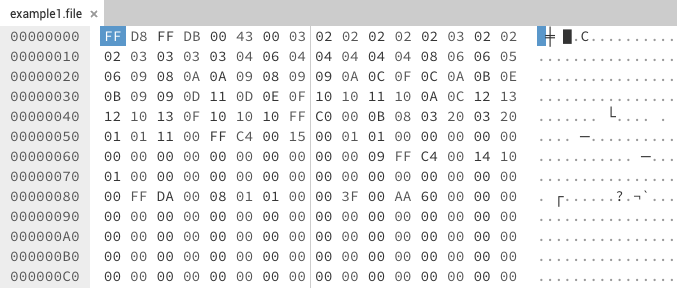 example1.file ×
00000000 FF D8 FF DB 00 43 00 03 02 02 02 02 02 03 02 02 ╪ █.C..........
00000010 02 03 03 03 03 04 06 04 04 04 04 04 08 06 06 05 ................
00000020 06 09 08 0A 0A 09 08 09 09 0A 0C 0F 0C 0A 0B 0E ................
00000030 0B 09 09 0D 11 0D 0E 0F 10 10 11 10 0A 0C 12 13 ................
00000040 12 10 13 0F 10 10 10 FF C0 00 0B 08 03 20 03 20 ....... └.... .
00000050 01 01 11 00 FF C4 00 15 00 01 01 00 00 00 00 00 .... ─..........
00000060 00 00 00 00 00 00 00 00 00 00 09 FF C4 00 14 10 ........... ─...
00000070 01 00 00 00 00 00 00 00 00 00 00 00 00 00 00 00 ................
00000080 00 FF DA 00 08 01 01 00 00 3F 00 AA 60 00 00 00 . ┌......?.¬`...
00000090 00 00 00 00 00 00 00 00 00 00 00 00 00 00 00 00 ................
000000A0 00 00 00 00 00 00 00 00 00 00 00 00 00 00 00 00 ................
000000B0 00 00 00 00 00 00 00 00 00 00 00 00 00 00 00 00 ................
000000C0 00 00 00 00 00 00 00 00 00 00 00 00 00 00 00 00 ................